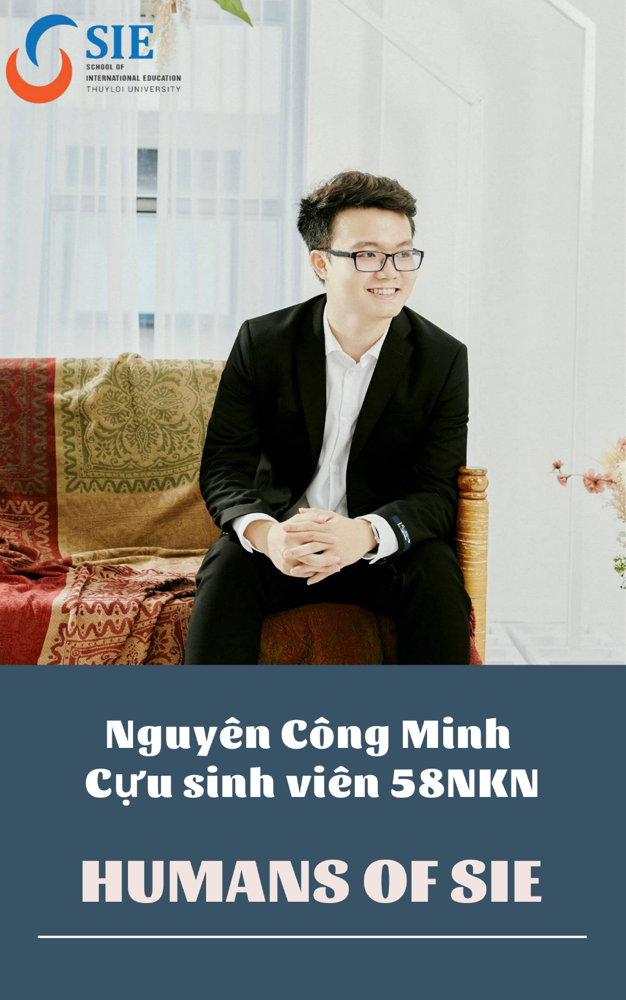 SIE
SCHOOL OF
INTERNATIONAL EDUCATION
THUYLOI UNIVERSITY
Nguyên Công Minh
Cựu sinh viên 58NKN
HUMANS OF SIE